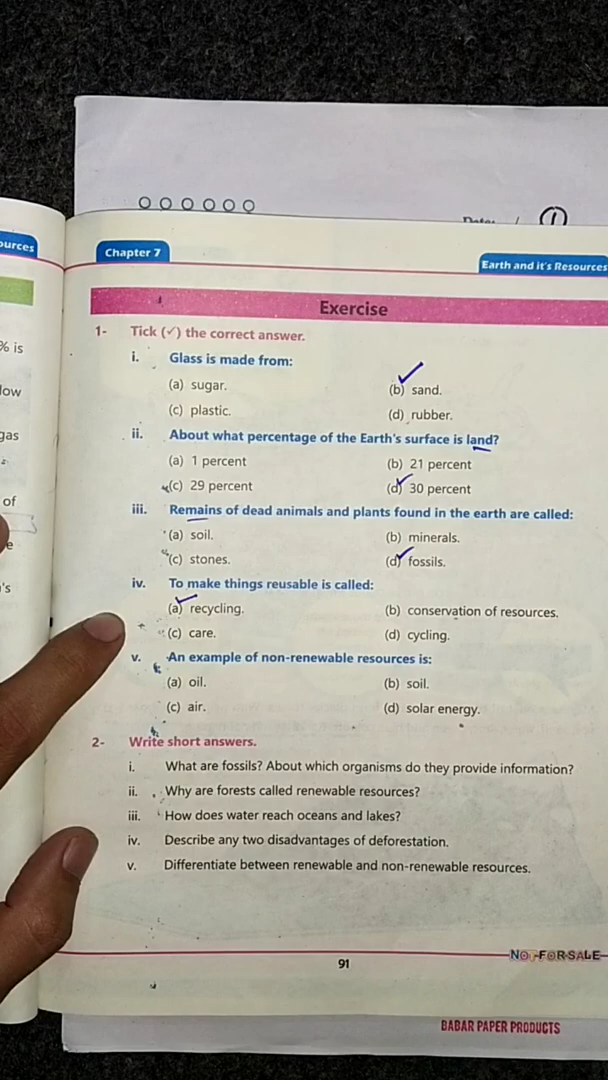 ources
Chapter 7
Earth and it's Resources
Exercise
1- Tick (✓) the correct answer.
i. Glass is made from:
(a) sugar. (b) sand.
(c) plastic. (d) rubber.
ii. About what percentage of the Earth's surface is land?
(a) 1 percent (b) 21 percent
(c) 29 percent (d) 30 percent
iii. Remains of dead animals and plants found in the earth are called:
(a) soil. (b) minerals.
(c) stones. (d) fossils.
iv. To make things reusable is called:
(a) recycling. (b) conservation of resources.
(c) care. (d) cycling.
v. An example of non-renewable resources is:
(a) oil. (b) soil.
(c) air. (d) solar energy.
2- Write short answers.
i. What are fossils? About which organisms do they provide information?
ii. Why are forests called renewable resources?
iii. How does water reach oceans and lakes?
iv. Describe any two disadvantages of deforestation.
v. Differentiate between renewable and non-renewable resources.
91
NOT FOR SALE
BABAR PAPER PRODUCTS
% is
low
gas
of
e
's